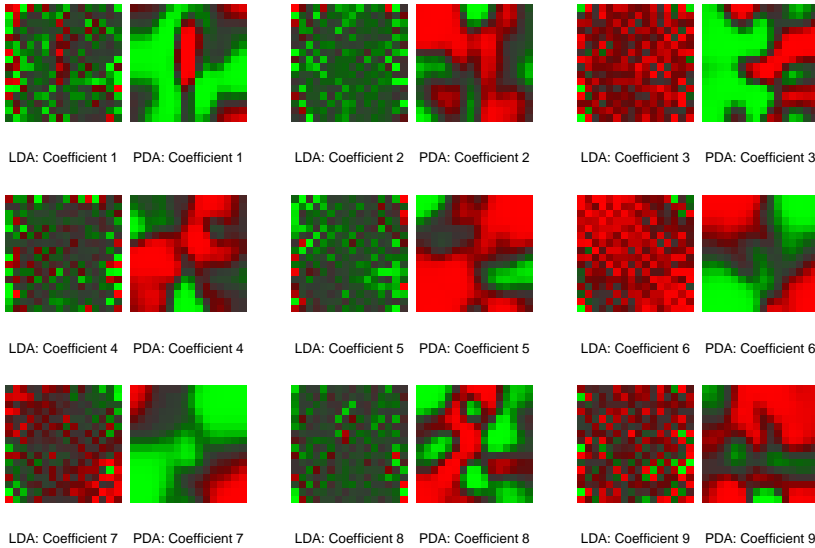 LDA: Coefficient 1 PDA: Coefficient 1 LDA: Coefficient 2 PDA: Coefficient 2 LDA: Coefficient 3 PDA: Coefficient 3
LDA: Coefficient 4 PDA: Coefficient 4 LDA: Coefficient 5 PDA: Coefficient 5 LDA: Coefficient 6 PDA: Coefficient 6
LDA: Coefficient 7 PDA: Coefficient 7 LDA: Coefficient 8 PDA: Coefficient 8 LDA: Coefficient 9 PDA: Coefficient 9